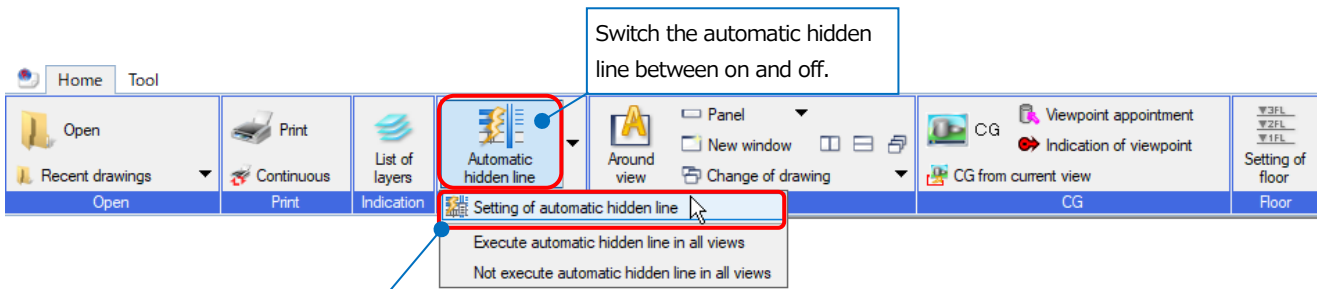 Switch the automatic hidden
line between on and off.
Home Tool
Open
Recent drawings
Open
Print
Continuous
Print
List of
layers
Indication
Automatic
hidden line
Around
view
Panel
New window
Change of drawing
CG
Viewpoint appointment
Indication of viewpoint
CG from current view
CG
▼3FL
▼2FL
▼1FL
Setting of
floor
Floor
Setting of automatic hidden line
Execute automatic hidden line in all views
Not execute automatic hidden line in all views